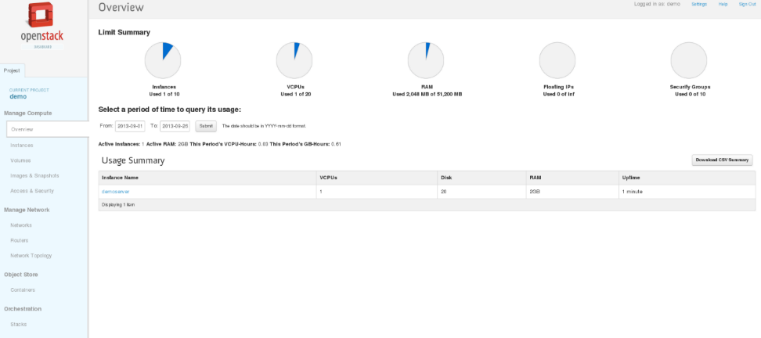 openstack
DASHBOARD
Project
CURRENT PROJECT
demo
Manage Compute
Overview
Instances
Volumes
Images & Snapshots
Access & Security
Manage Network
Networks
Routers
Network Topology
Object Store
Containers
Orchestration
Stacks
Overview
Logged in as: demo Settings Help Sign Out
Limit Summary
Instances
Used 1 of 10
VCPUs
Used 1 of 20
RAM
Used 2,048 MB of 51,200 MB
Floating IPs
Used 0 of Inf
Security Groups
Used 0 of 10
Select a period of time to query its usage:
From: 2013-04-01 To: 2013-04-25 Submit The date should be in YYYY-mm-dd format.
Active Instances: 1 Active RAM: 2GB This Period's VCPU-Hours: 0.03 This Period's GB-Hours: 0.61
Usage Summary
Download CSV Summary
Instance Name VCPUs Disk RAM Uptime
demoserver 1 20 2GB 1 minute
Displaying 1 item